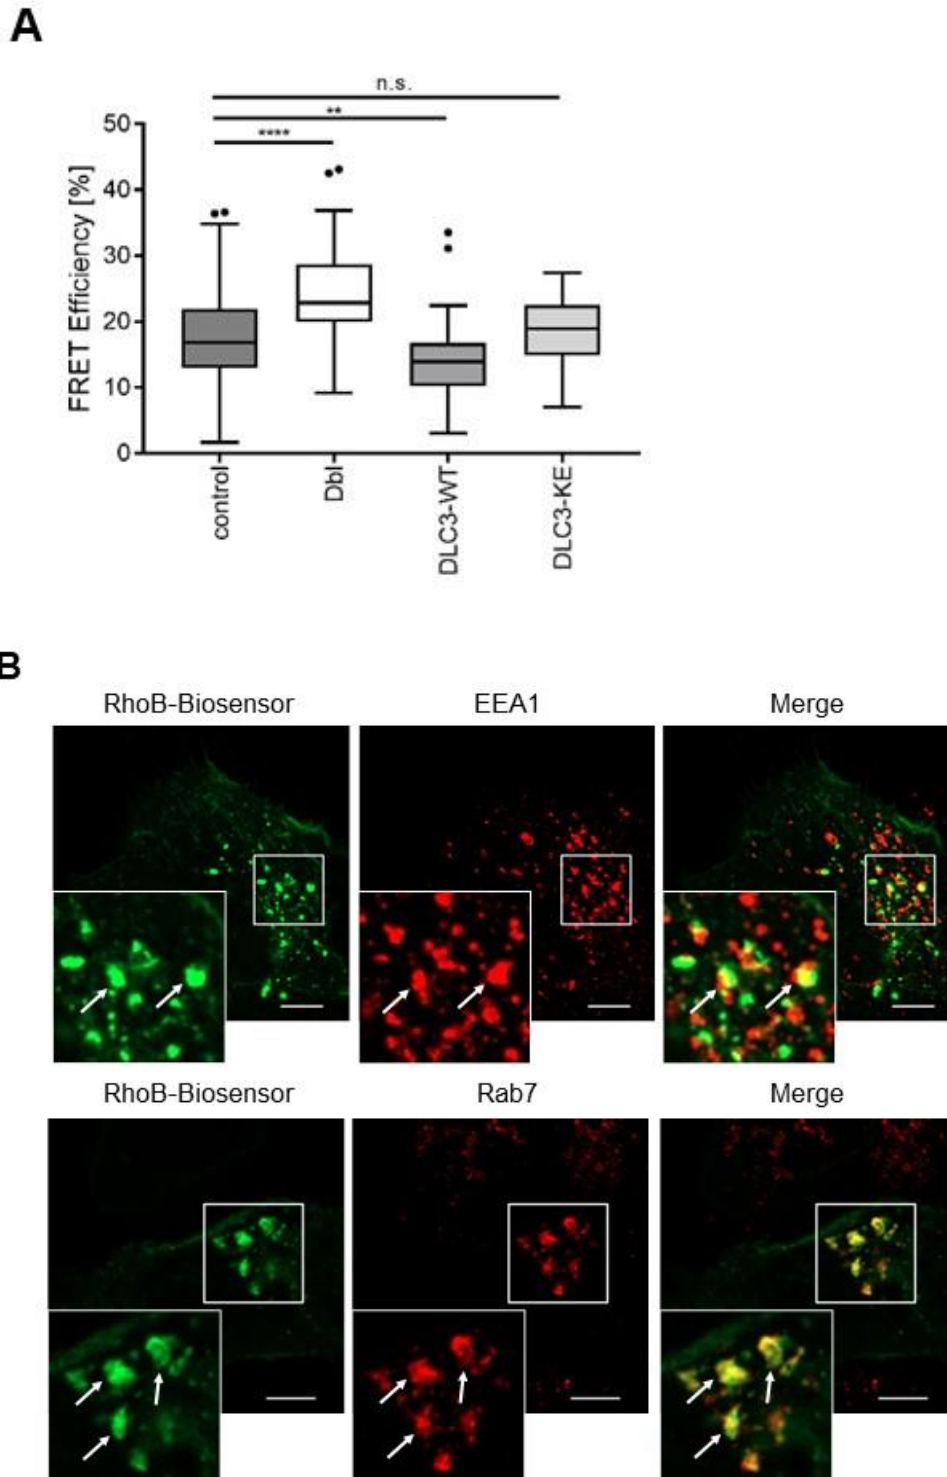 A
n.s.
**
****
FRET Efficiency [%]
50
40
30
20
10
0
control
Dbl
DLC3-WT
DLC3-KE
B
RhoB-Biosensor EEA1 Merge
RhoB-Biosensor Rab7 Merge